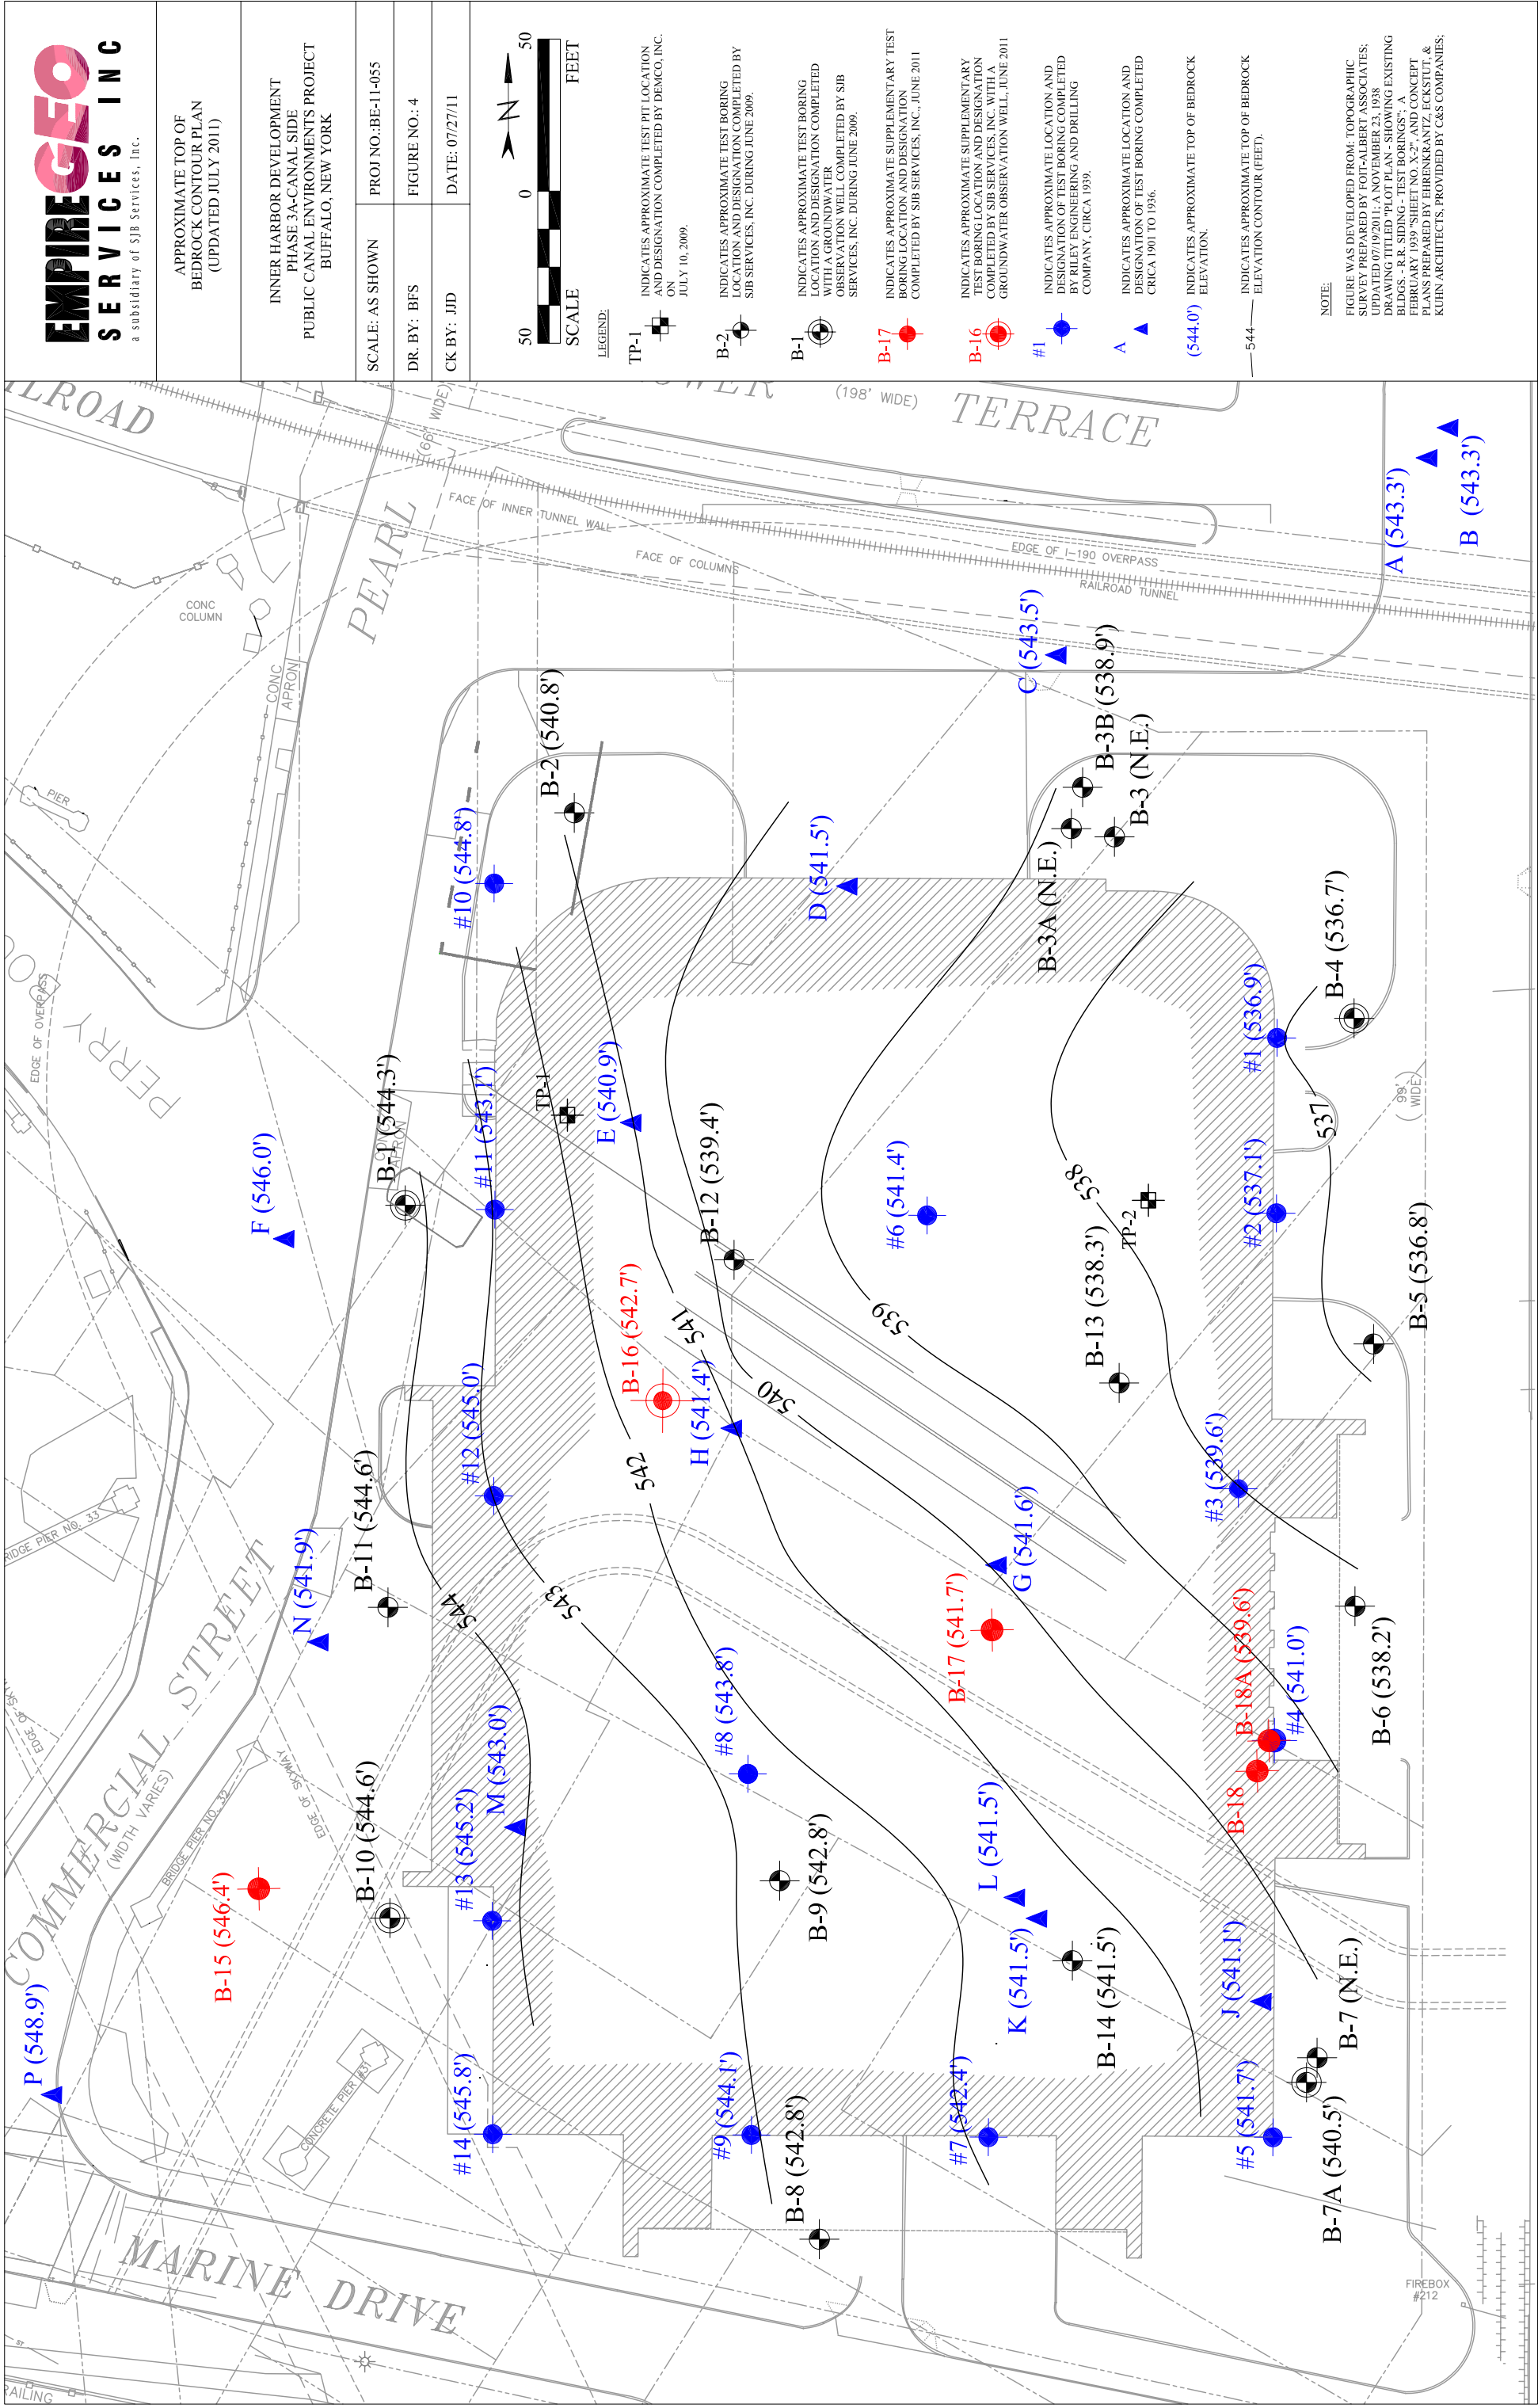 EMPIRE GEO
SERVICES INC
a subsidiary of SJB Services, Inc.
APPROXIMATE TOP OF
BEDROCK CONTOUR PLAN
(UPDATED JULY 2011)
INNER HARBOR DEVELOPMENT
PHASE 3A-CANAL SIDE
PUBLIC CANAL ENVIRONMENTS PROJECT
BUFFALO, NEW YORK
SCALE: AS SHOWN
PROJ NO.:BE-11-055
DR. BY: BFS
FIGURE NO.: 4
CK BY: JJD
DATE: 07/27/11
N
50
0
50
SCALE
FEET
LEGEND:
TP-1
INDICATES APPROXIMATE TEST PIT LOCATION
AND DESIGNATION COMPLETED BY DEMCO, INC.
ON
JULY 10, 2009.
B-2
INDICATES APPROXIMATE TEST BORING
LOCATION AND DESIGNATION COMPLETED BY
SJB SERVICES, INC. DURING JUNE 2009.
B-1
INDICATES APPROXIMATE TEST BORING
LOCATION AND DESIGNATION COMPLETED
WITH A GROUNDWATER
OBSERVATION WELL COMPLETED BY SJB
SERVICES, INC. DURING JUNE 2009.
B-17
INDICATES APPROXIMATE SUPPLEMENTARY TEST
BORING LOCATION AND DESIGNATION
COMPLETED BY SJB SERVICES, INC., JUNE 2011
B-16
INDICATES APPROXIMATE SUPPLEMENTARY
TEST BORING LOCATION AND DESIGNATION
COMPLETED BY SJB SERVICES, INC. WITH A
GROUNDWATER OBSERVATION WELL, JUNE 2011
#1
INDICATES APPROXIMATE LOCATION AND
DESIGNATION OF TEST BORING COMPLETED
BY RILEY ENGINEERING AND DRILLING
COMPANY, CIRCA 1939.
A
INDICATES APPROXIMATE LOCATION AND
DESIGNATION OF TEST BORING COMPLETED
CRICA 1901 TO 1936.
(544.0')
INDICATES APPROXIMATE TOP OF BEDROCK
ELEVATION.
544
INDICATES APPROXIMATE TOP OF BEDROCK
ELEVATION CONTOUR (FEET).
NOTE:
FIGURE WAS DEVELOPED FROM: TOPOGRAPHIC
SURVEY PREPARED BY FOIT-ALBERT ASSOCIATES;
UPDATED 07/19/2011; A NOVEMBER 23, 1938
DRAWING TITLED "PLOT PLAN - SHOWING EXISTING
BLDGS. - R.R. SIDING - TEST BORINGS"; A
FEBRUARY 1939 "SHEET NO. X-2", AND CONCEPT
PLANS PREPARED BY EHRENKRANTZ, ECKSTUT, &
KUHN ARCHITECTS, PROVIDED BY C&S COMPANIES;
PEARL
(66' WIDE)
(198' WIDE)
TERRACE
FACE OF INNER TUNNEL WALL
FACE OF COLUMNS
EDGE OF I-190 OVERPASS
RAILROAD TUNNEL
CONC
COLUMN
CONC
APRON
PIER
EDGE OF OVERPASS
PERRY
COMMERCIAL STREET
(WIDTH VARIES)
BRIDGE PIER NO. 32
EDGE OF SKYWAY
CONCRETE PIER #31
MARINE DRIVE
FIREBOX
#212
99'
WIDE
A (543.3')
B (543.3')
C (543.5')
B-3B (538.9')
B-3 (N.E.)
B-3A (N.E.)
B-2 (540.8')
#10 (544.8')
D (541.5')
B-4 (536.7')
#1 (536.9')
TP-1
E (540.9')
#11 (543.1')
B-1 (544.3')
F (546.0')
B-12 (539.4')
#6 (541.4')
538
TP-2
#2 (537.1')
537
B-5 (536.8')
B-13 (538.3')
539
541
540
B-16 (542.7')
H (541.4')
542
#12 (545.0')
B-11 (544.6')
N (541.9')
544
543
G (541.6')
#3 (539.6')
B-17 (541.7')
B-18A (539.6')
#4 (541.0')
B-6 (538.2')
B-18
#8 (543.8')
M (543.0')
#13 (545.2')
B-10 (544.6')
B-15 (546.4')
B-9 (542.8')
L (541.5')
K (541.5')
B-14 (541.5')
J (541.1')
B-7 (N.E.)
B-7A (540.5')
#5 (541.7')
#7 (542.4')
#9 (544.1')
B-8 (542.8')
#14 (545.8')
P (548.9')